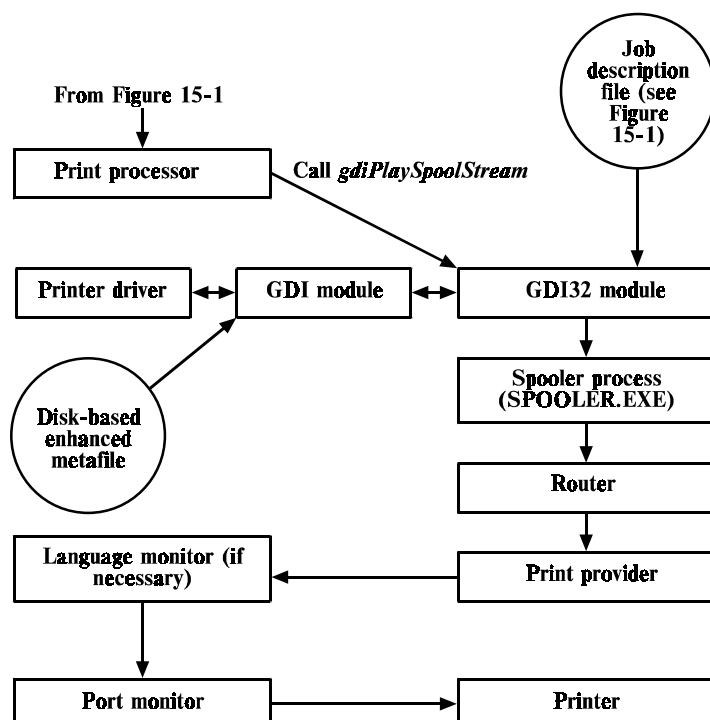 Job
description
file (see
Figure
15-1)
From Figure 15-1
Print processor
Call gdiPlaySpoolStream
Printer driver
GDI module
GDI32 module
Disk-based
enhanced
metafile
Spooler process
(SPOOLER.EXE)
Router
Language monitor (if
necessary)
Print provider
Port monitor
Printer